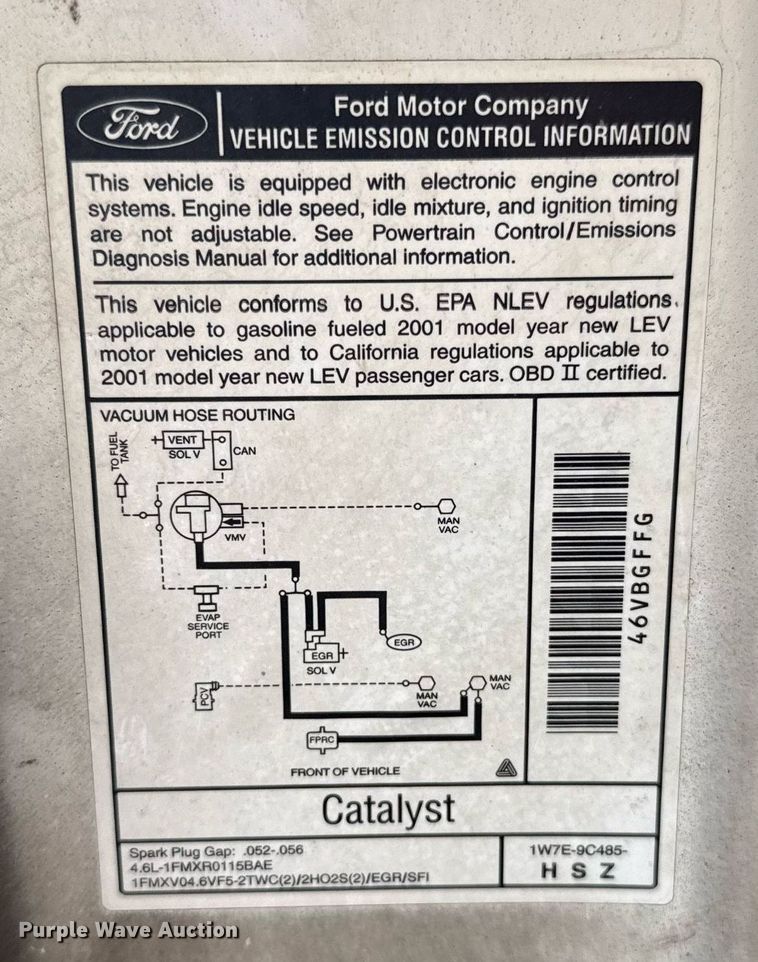 Ford
Ford Motor Company
VEHICLE EMISSION CONTROL INFORMATION
This vehicle is equipped with electronic engine control
systems. Engine idle speed, idle mixture, and ignition timing
are not adjustable. See Powertrain Control/Emissions
Diagnosis Manual for additional information.
This vehicle conforms to U.S. EPA NLEV regulations
applicable to gasoline fueled 2001 model year new LEV
motor vehicles and to California regulations applicable to
2001 model year new LEV passenger cars. OBD II certified.
VACUUM HOSE ROUTING
TO FUEL
TANK
VENT
SOL V
CAN
VMV
MAN
VAC
EVAP
SERVICE
PORT
EGR
EGR
SOL V
PCV
MAN
VAC
MAN
VAC
FPRC
FRONT OF VEHICLE
46VBGFFG
Catalyst
Spark Plug Gap: .052-.056
4.6L-1FMXR0115BAE
1FMXV04.6VF5-2TWC(2)/2HO2S(2)/EGR/SFI
1W7E-9C485-
H S Z
Purple Wave Auction